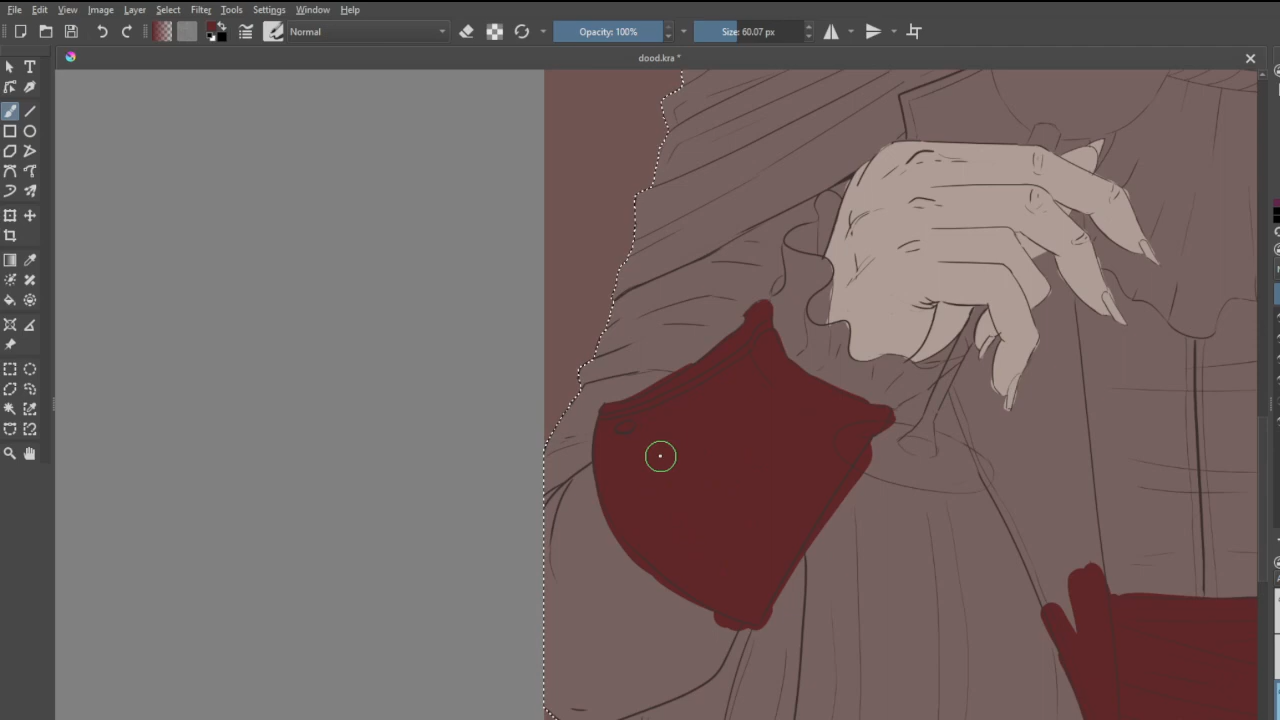 File Edit View Image Layer Select Filter Tools Settings Window Help
Normal Opacity: 100% Size: 60.07 px
dood.kra *
T